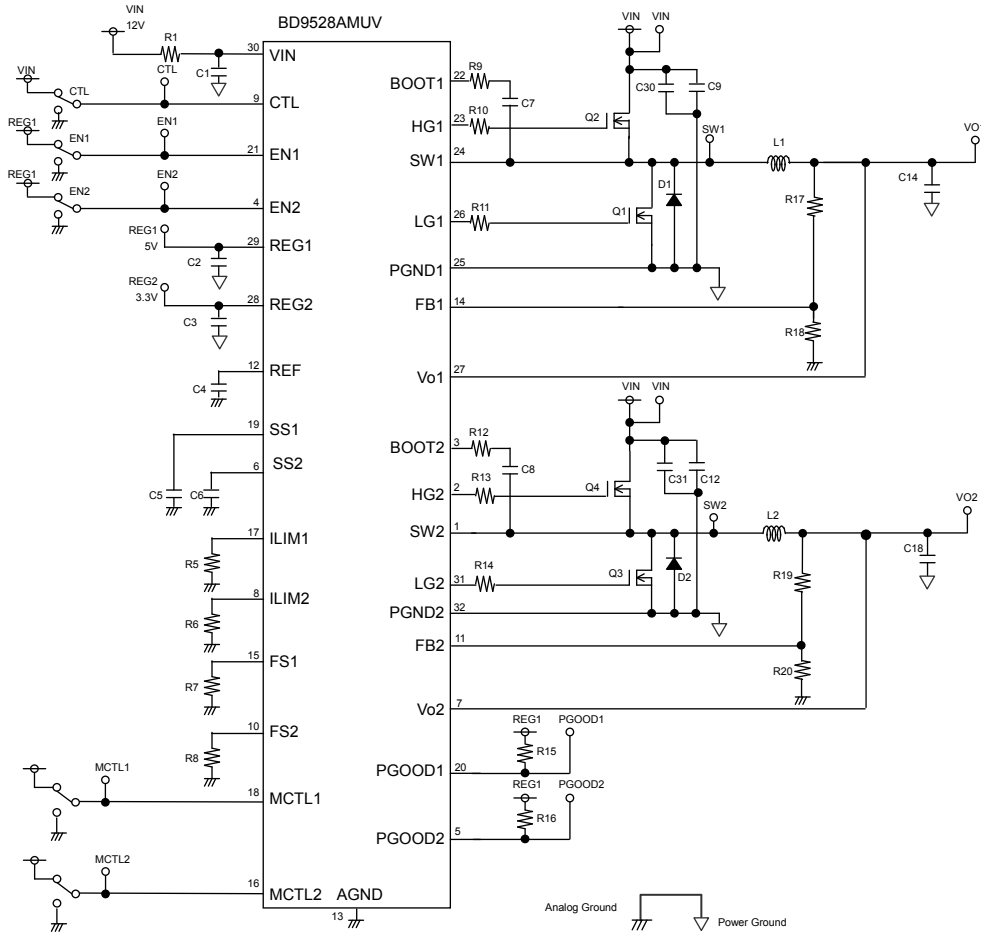 BD9528AMUV
VIN
12V
R1
30
VIN
C1
VIN
CTL
CTL
9
CTL
REG1
EN1
EN1
21
EN1
REG1
EN2
EN2
4
EN2
REG1
5V
29
REG1
C2
REG2
3.3V
28
REG2
C3
12
REF
C4
19
SS1
6
SS2
C5
C6
17
ILIM1
R5
8
ILIM2
R6
15
FS1
R7
10
FS2
R8
MCTL1
18
MCTL1
MCTL2
16
MCTL2
AGND
13
VIN
VIN
BOOT1
22
R9
C7
C30
C9
HG1
23
R10
Q2
SW1
24
SW1
L1
VO1
D1
R17
C14
LG1
26
R11
Q1
PGND1
25
FB1
14
R18
Vo1
27
VIN
VIN
BOOT2
3
R12
C8
C31
C12
HG2
2
R13
Q4
SW2
1
SW2
L2
VO2
C18
LG2
31
R14
Q3
D2
R19
PGND2
32
FB2
11
R20
Vo2
7
REG1
PGOOD1
R15
PGOOD1
20
REG1
PGOOD2
R16
PGOOD2
5
Analog Ground
Power Ground